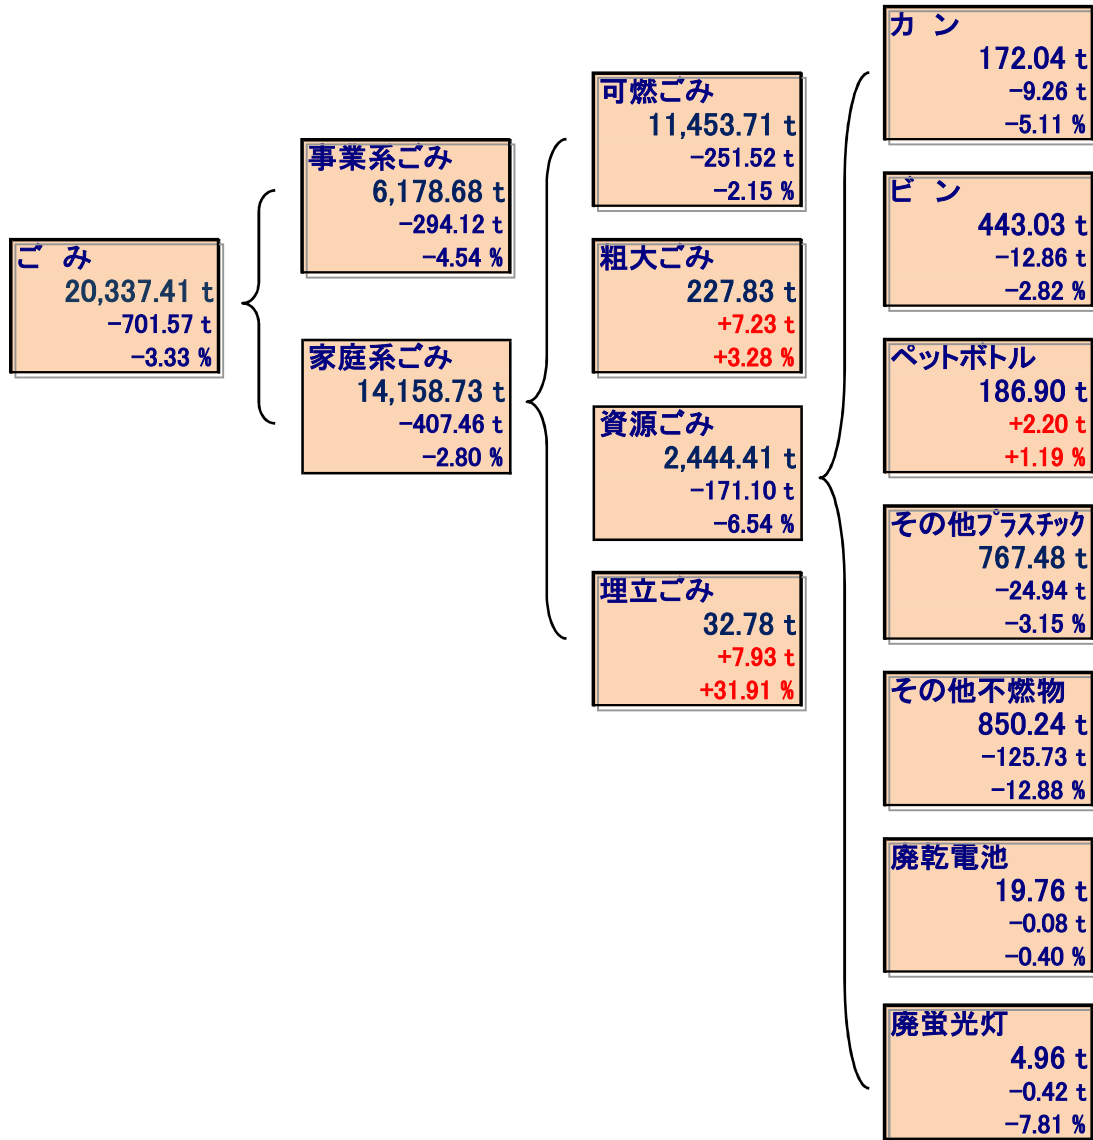 ごみ
20,337.41 t
−701.57 t
−3.33 %
事業系ごみ
6,178.68 t
−294.12 t
−4.54 %
家庭系ごみ
14,158.73 t
−407.46 t
−2.80 %
可燃ごみ
11,453.71 t
−251.52 t
−2.15 %
粗大ごみ
227.83 t
+7.23 t
+3.28 %
資源ごみ
2,444.41 t
−171.10 t
−6.54 %
埋立ごみ
32.78 t
+7.93 t
+31.91 %
カン
172.04 t
−9.26 t
−5.11 %
ビン
443.03 t
−12.86 t
−2.82 %
ペットボトル
186.90 t
+2.20 t
+1.19 %
その他プラスチック
767.48 t
−24.94 t
−3.15 %
その他不燃物
850.24 t
−125.73 t
−12.88 %
廃乾電池
19.76 t
−0.08 t
−0.40 %
廃蛍光灯
4.96 t
−0.42 t
−7.81 %